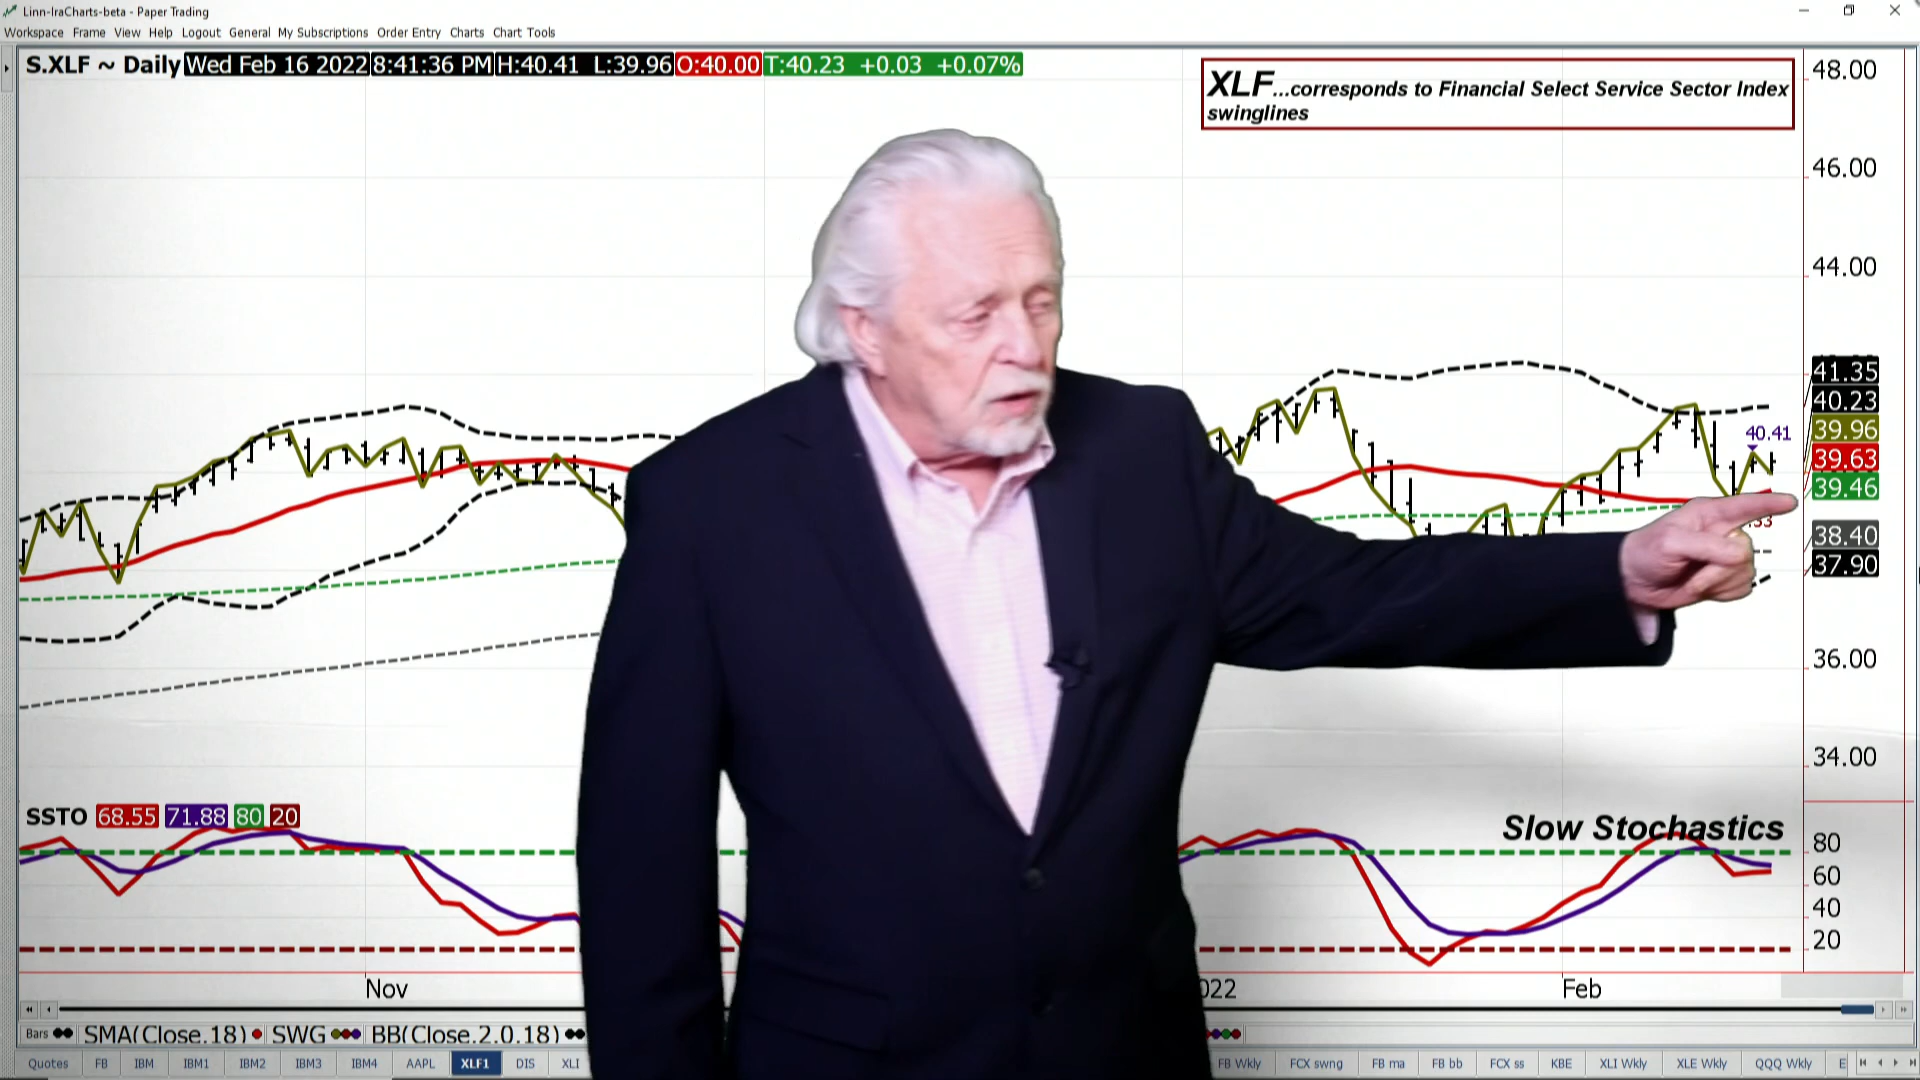 Linn-IraCharts-beta - Paper Trading
Workspace Frame View Help Logout General My Subscriptions Order Entry Charts Chart Tools
S.XLF ~ Daily Wed Feb 16 2022 8:41:36 PM H:40.41 L:39.96 O:40.00 T:40.23 +0.03 +0.07%
XLF...corresponds to Financial Select Service Sector Index
swinglines
48.00
46.00
44.00
41.35
40.23
39.96
40.41
39.63
39.46
38.40
37.90
36.00
34.00
SSTO 68.55 71.88 80 20
Slow Stochastics
80
60
40
20
Nov
Feb
Bars SMA(Close,18) SWG BB(Close,2.0,18)
Quotes FB IBM IBM1 IBM2 IBM3 IBM4 AAPL XLF1 DIS XLI FB Wkly FCX swng FB ma FB bb FCX ss KBE XLI Wkly XLE Wkly QQQ Wkly